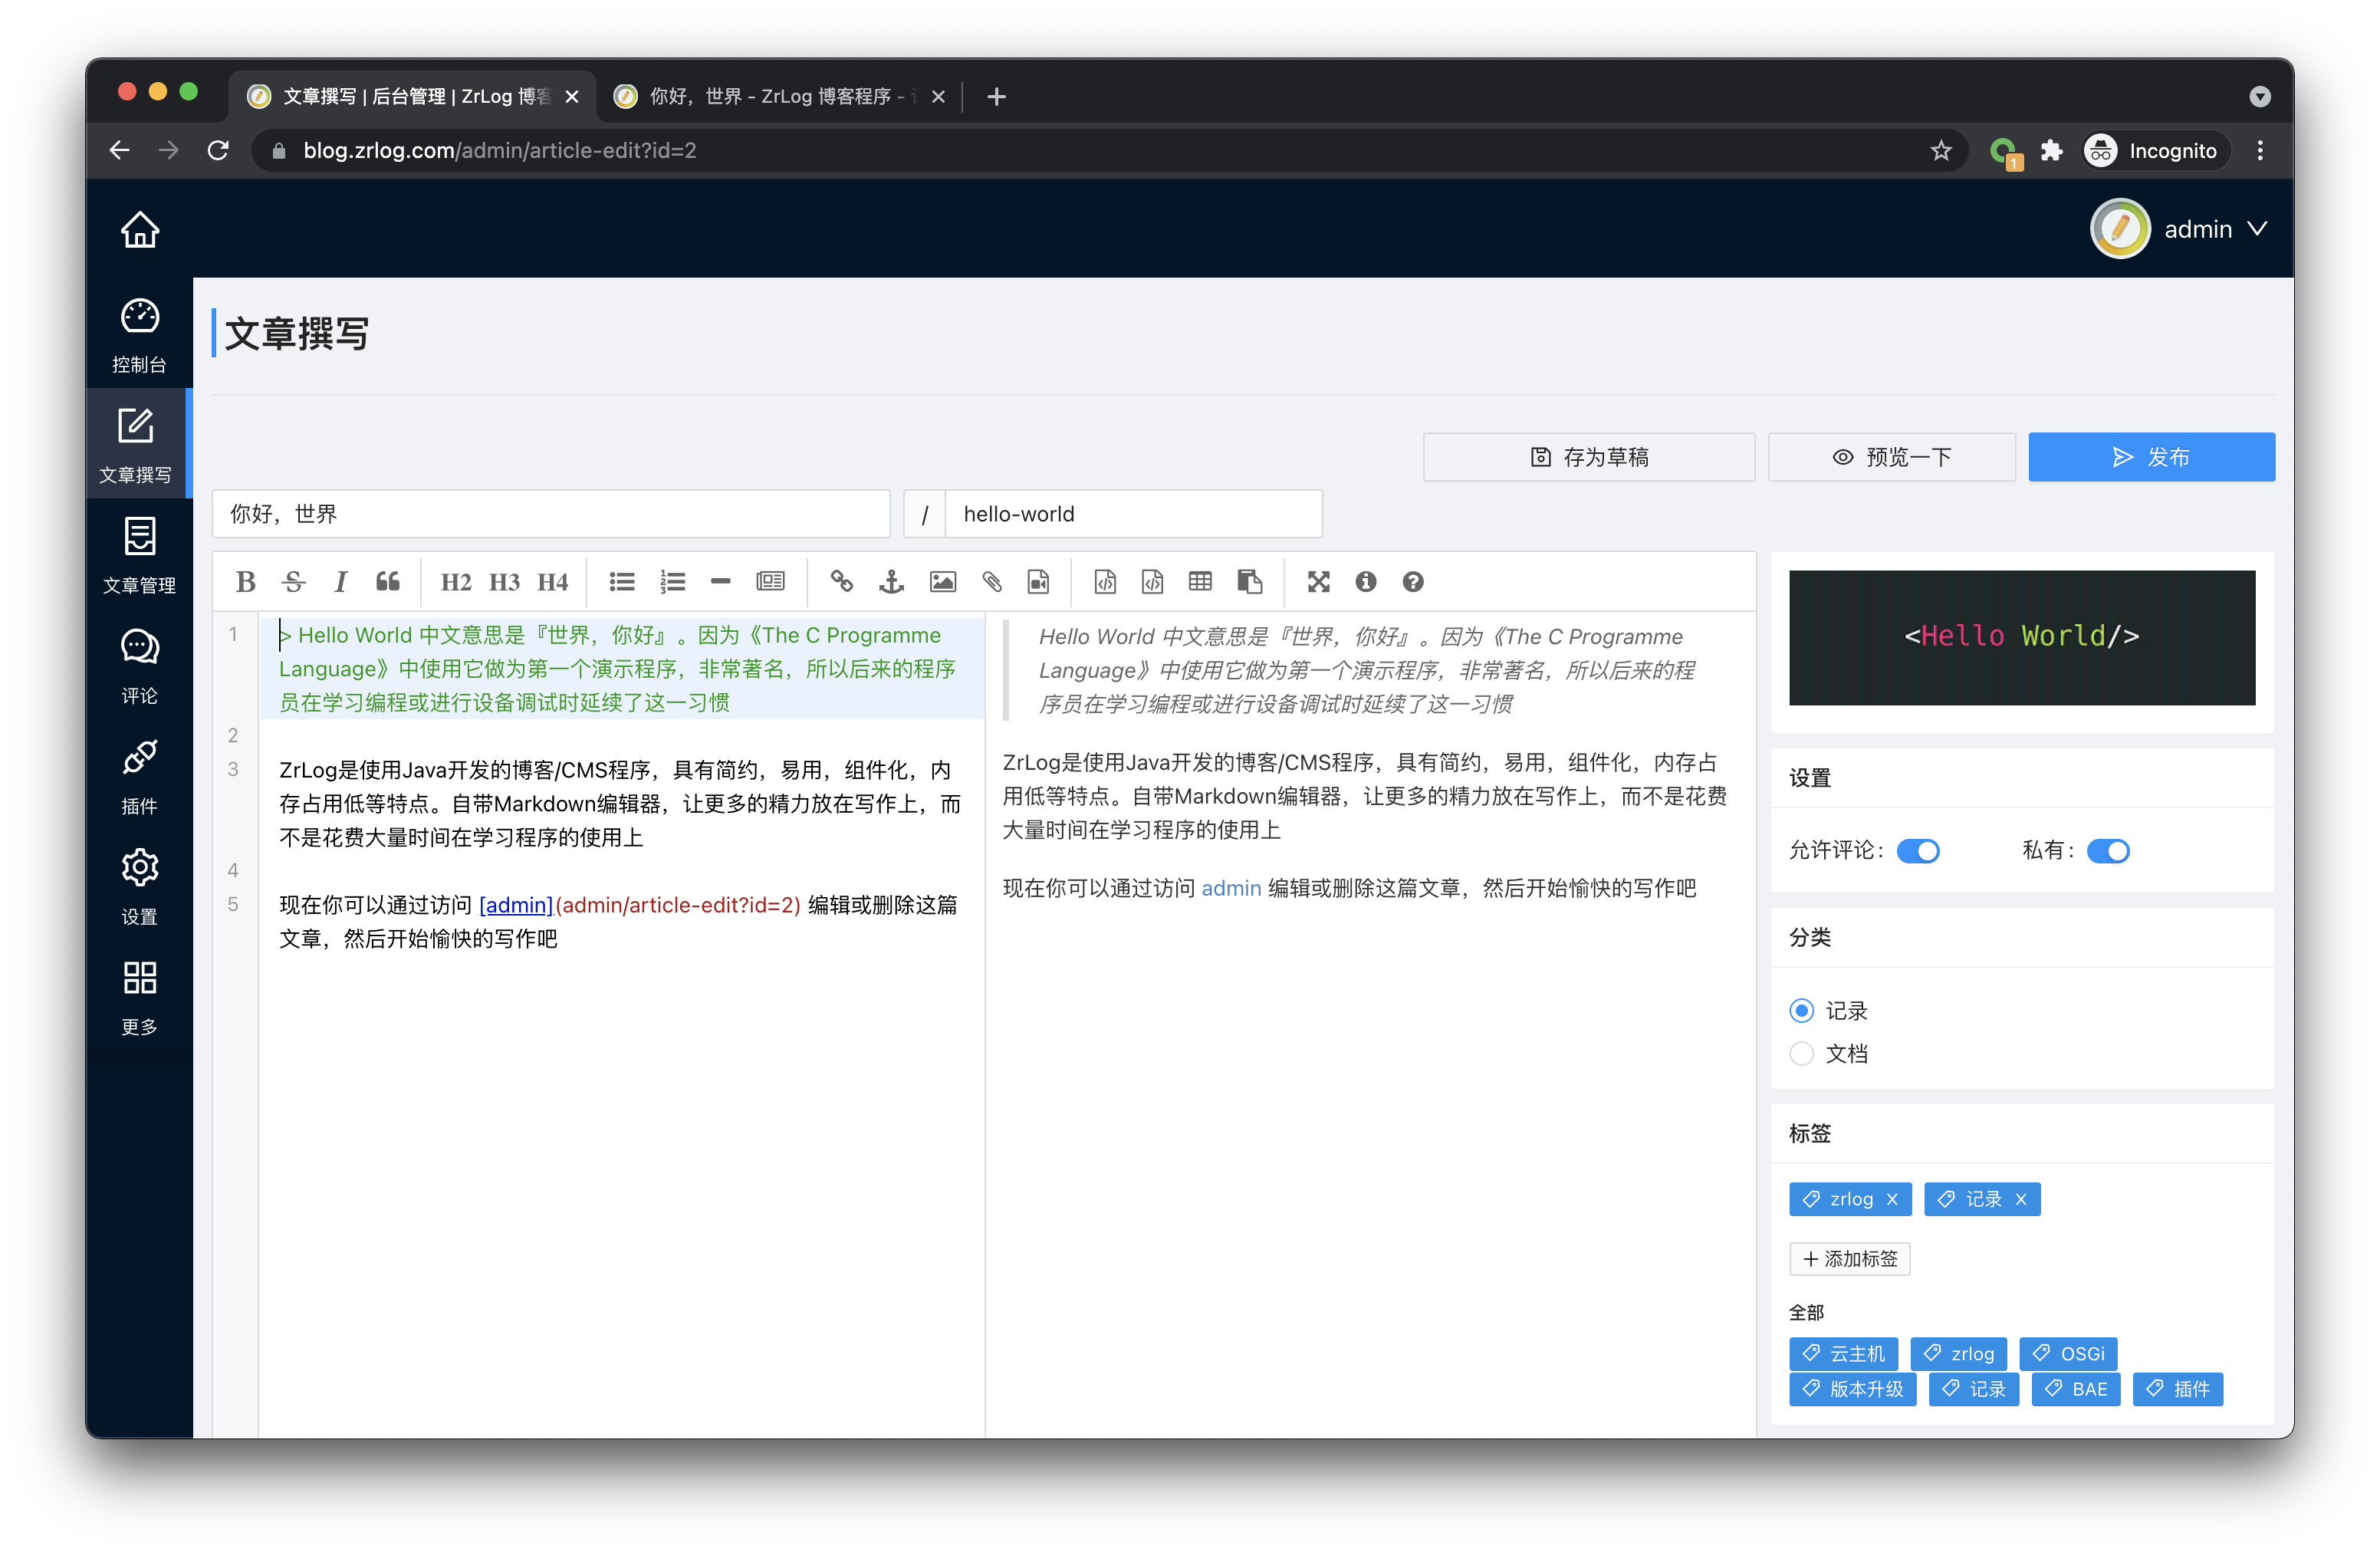 文章撰写 | 后台管理 | ZrLog 博客
你好，世界 - ZrLog 博客程序 -
blog.zrlog.com/admin/article-edit?id=2
1
Incognito
admin
控制台
文章撰写
文章管理
评论
插件
设置
更多
文章撰写
存为草稿
预览一下
发布
你好，世界
/
hello-world
B S I H2 H3 H4
1
> Hello World 中文意思是『世界，你好』。因为《The C Programme
Language》中使用它做为第一个演示程序，非常著名，所以后来的程序
员在学习编程或进行设备调试时延续了这一习惯
2
3
ZrLog是使用Java开发的博客/CMS程序，具有简约，易用，组件化，内
存占用低等特点。自带Markdown编辑器，让更多的精力放在写作上，而
不是花费大量时间在学习程序的使用上
4
5
现在你可以通过访问 [admin](admin/article-edit?id=2) 编辑或删除这篇
文章，然后开始愉快的写作吧
Hello World 中文意思是『世界，你好』。因为《The C Programme
Language》中使用它做为第一个演示程序，非常著名，所以后来的程
序员在学习编程或进行设备调试时延续了这一习惯
ZrLog是使用Java开发的博客/CMS程序，具有简约，易用，组件化，内存占
用低等特点。自带Markdown编辑器，让更多的精力放在写作上，而不是花费
大量时间在学习程序的使用上
现在你可以通过访问 admin 编辑或删除这篇文章，然后开始愉快的写作吧
<Hello World/>
设置
允许评论： 私有：
分类
记录
文档
标签
zrlog 记录
+ 添加标签
全部
云主机 zrlog OSGi
版本升级 记录 BAE 插件